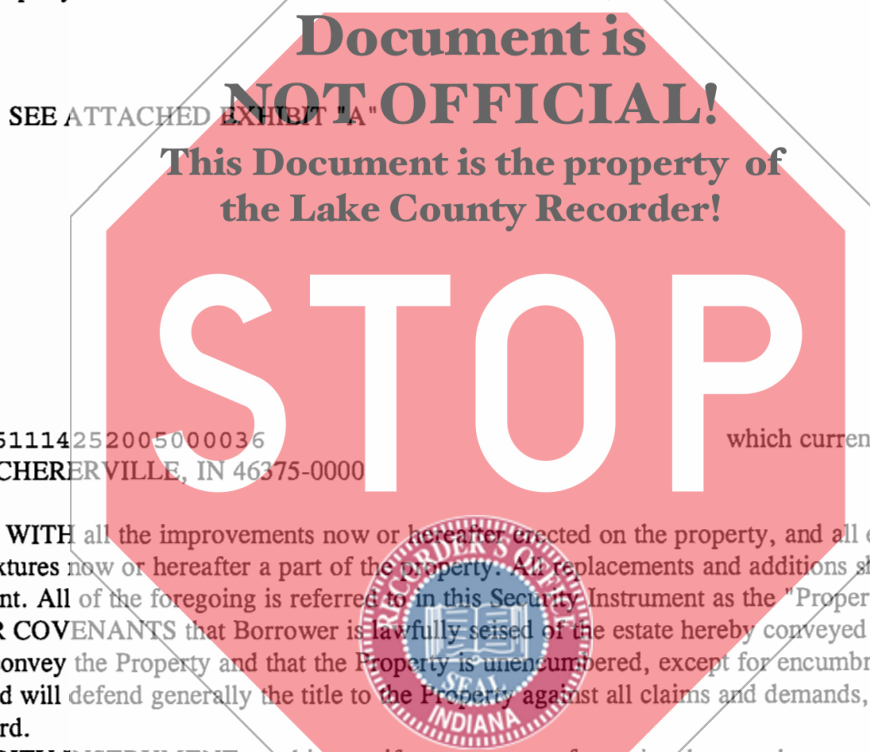 Document is
NOT OFFICIAL!
SEE ATTACHED EXHIBIT "A"
This Document is the property of
the Lake County Recorder!
STOP
51114252005000036 which curren
CHERERVILLE, IN 46375-0000
WITH all the improvements now or hereafter erected on the property, and all e
xtures now or hereafter a part of the property. All replacements and additions sh
nt. All of the foregoing is referred to in this Security Instrument as the "Proper
R COVENANTS that Borrower is lawfully seised of the estate hereby conveyed
onvey the Property and that the Property is unencumbered, except for encumbr
d will defend generally the title to the Property against all claims and demands,
rd.
RECORDER'S OFFICE
SEAL
INDIANA